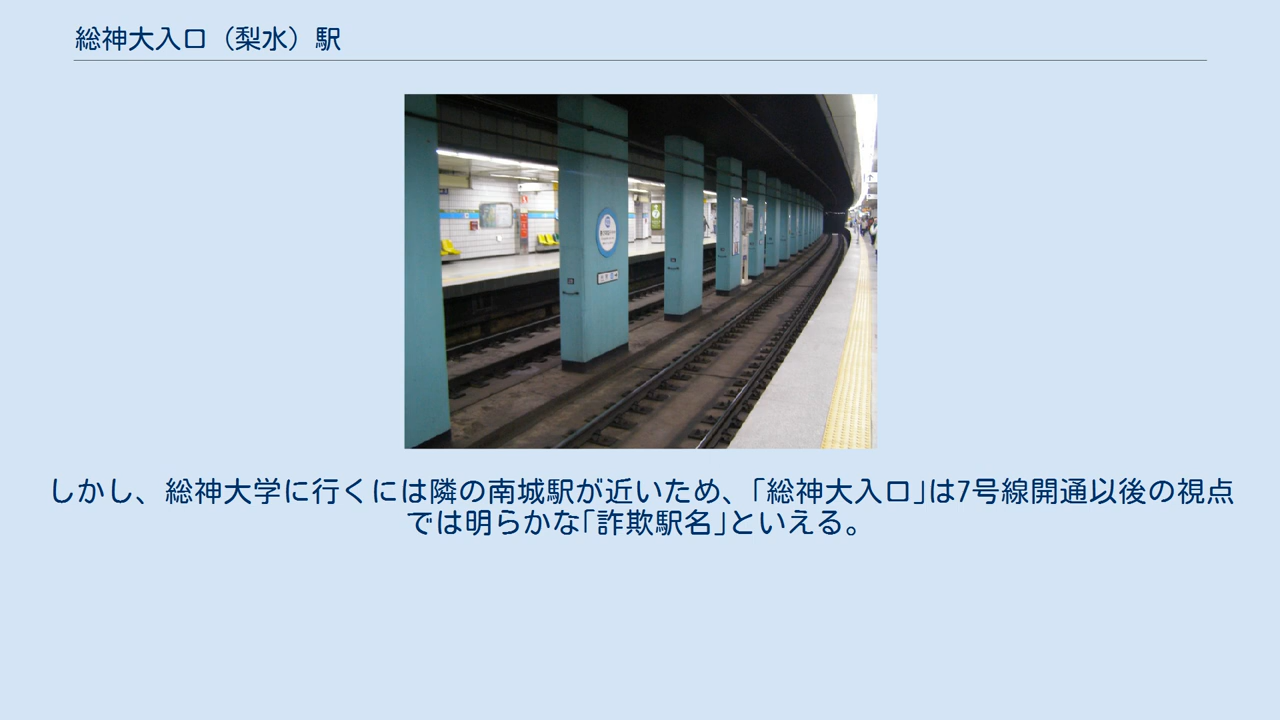 総神大入口（梨水）駅
しかし、総神大学に行くには隣の南城駅が近いため、｢総神大入口｣は7号線開通以後の視点
では明らかな｢詐欺駅名｣といえる。